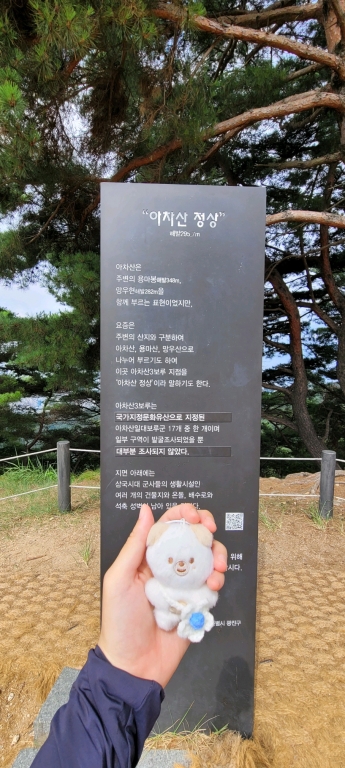 "아차산 정상"
해발295.7m
아차산은
주변의 용마봉해발348m,
망우현해발282m을
함께 부르는 표현이었지만,
요즘은
주변의 산지와 구분하여
아차산, 용마산, 망우산으로
나누어 부르기도 하여
이곳 아차산3보루 지점을
'아차산 정상'이라 말하기도 한다.
아차산3보루는
국가지정문화유산으로 지정된
아차산일대보루군 17개 중 한 개이며
일부 구역이 발굴조사되었을 뿐
대부분 조사되지 않았다.
지면 아래에는
삼국시대 군사들의 생활시설인
여러 개의 건물지와 온돌, 배수로와
석축 성벽
남아
위해
시다.
별시 광진구